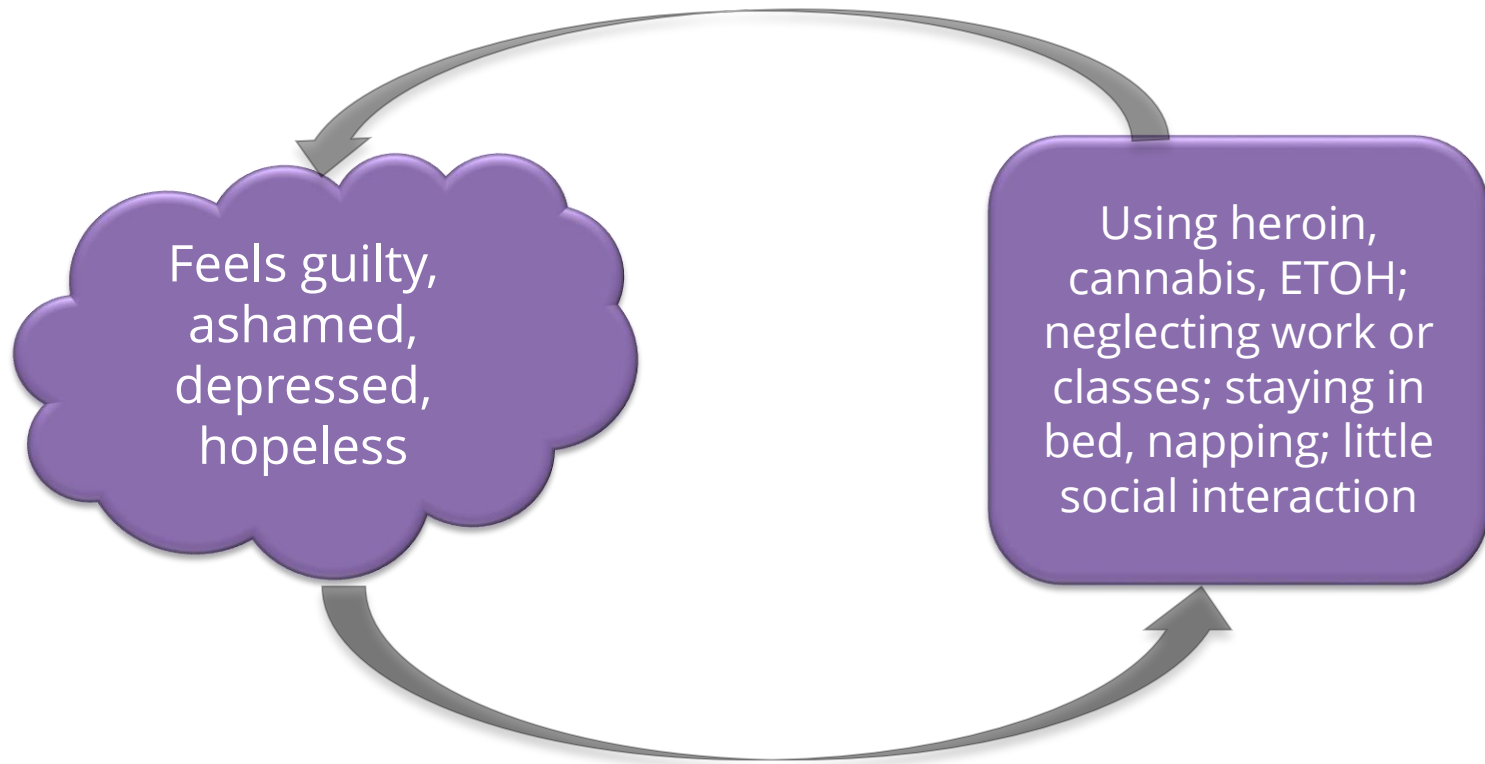 Feels guilty,
ashamed,
depressed,
hopeless
Using heroin,
cannabis, ETOH;
neglecting work or
classes; staying in
bed, napping; little
social interaction